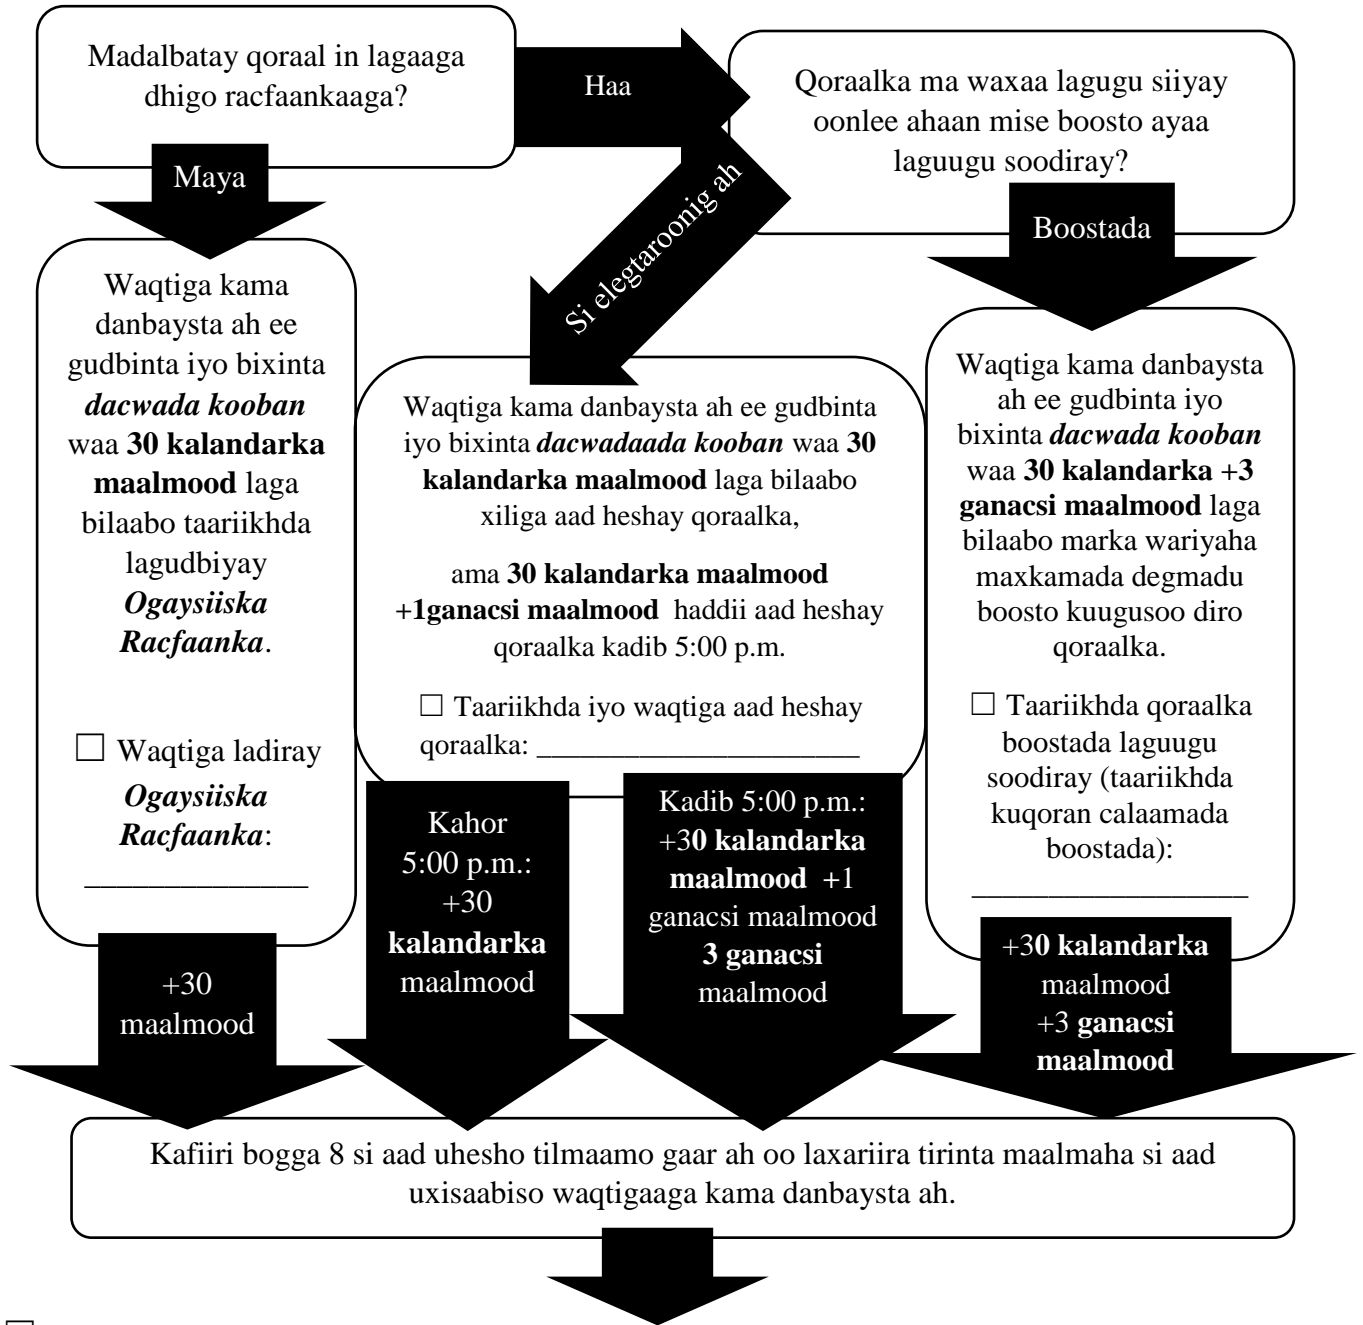 Madalbatay qoraal in lagaaga
dhigo racfaankaaga?
Haa
Qoraalka ma waxaa lagugu siiyay
oonlee ahaan mise boosto ayaa
laguugu soodiray?
Maya
Si elegtaroonig ah
Boostada
Waqtiga kama
danbaysta ah ee
gudbinta iyo bixinta
dacwada kooban
waa 30 kalandarka
maalmood laga
bilaabo taariikhda
lagudbiyay
Ogaysiiska
Racfaanka.
☐ Waqtiga ladiray
Ogaysiiska
Racfaanka:
______________
Waqtiga kama danbaysta ah ee gudbinta
iyo bixinta dacwadaada kooban waa 30
kalandarka maalmood laga bilaabo
xiliga aad heshay qoraalka,
ama 30 kalandarka maalmood
+1ganacsi maalmood haddii aad heshay
qoraalka kadib 5:00 p.m.
☐ Taariikhda iyo waqtiga aad heshay
qoraalka: ______________________
Waqtiga kama danbaysta
ah ee gudbinta iyo
bixinta dacwada kooban
waa 30 kalandarka +3
ganacsi maalmood laga
bilaabo marka wariyaha
maxkamada degmadu
boosto kuugusoo diro
qoraalka.
☐ Taariikhda qoraalka
boostada laguugu
soodiray (taariikhda
kuqoran calaamada
boostada):
__________________
+30
maalmood
Kahor
5:00 p.m.:
+30
kalandarka
maalmood
Kadib 5:00 p.m.:
+30 kalandarka
maalmood +1
ganacsi maalmood
3 ganacsi
maalmood
+30 kalandarka
maalmood
+3 ganacsi
maalmood
Kafiiri bogga 8 si aad uhesho tilmaamo gaar ah oo laxariira tirinta maalmaha si aad
uxisaabiso waqtigaaga kama danbaysta ah.